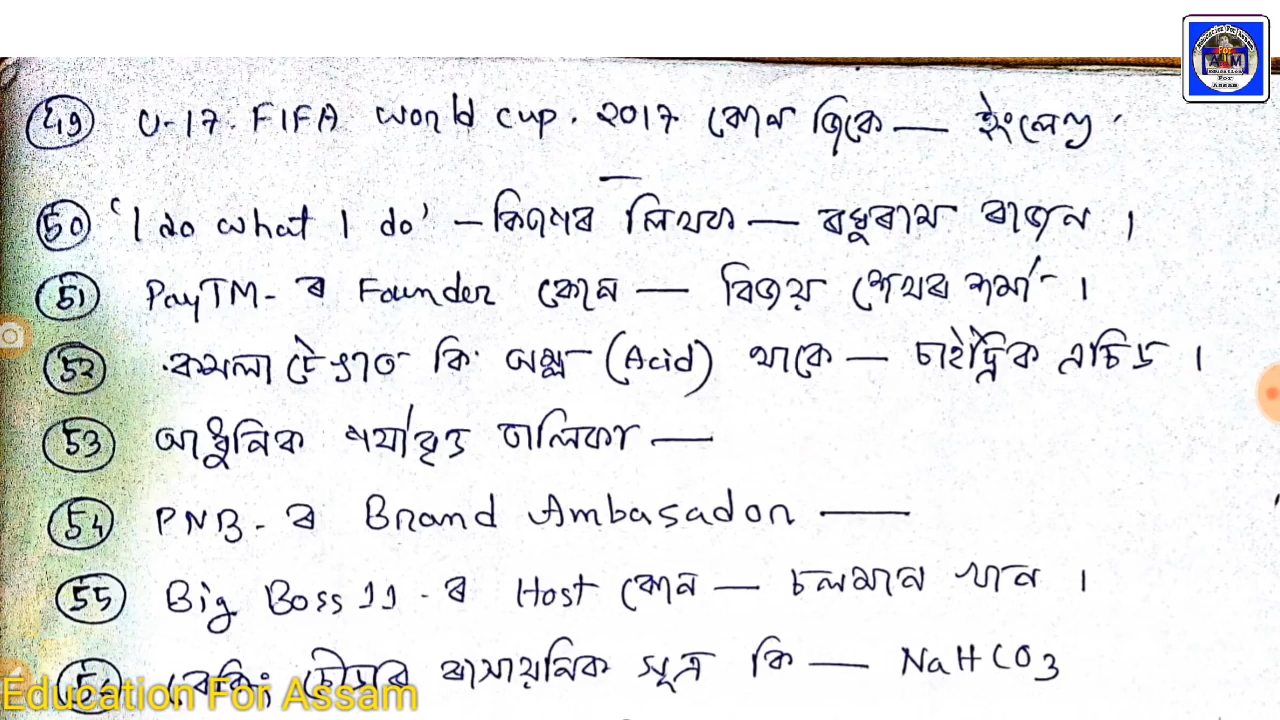 49 U-17. FIFA World Cup. 2017 কোন জিকে — ইংলেণ্ড
50 'I do what I do' – কিতাপৰ লিখক — ৰঘুৰাম ৰাজন ।
51 PayTM- ৰ Founder কোন — বিজয় শেখৰ শৰ্মা ।
52 কমলা টেঙাত কি অম্ল (Acid) থাকে — চাইট্ৰিক এচিড ।
53 আধুনিক পৰ্যাবৃত্ত তালিকা —
54 PNB- ৰ Brand Ambasador —
55 Big Boss 11 - ৰ Host কোন — চলমান খান ।
56 বেকিং চৌডাৰ ৰাসায়নিক সূত্ৰ কি — NaHCO3
Education For Assam